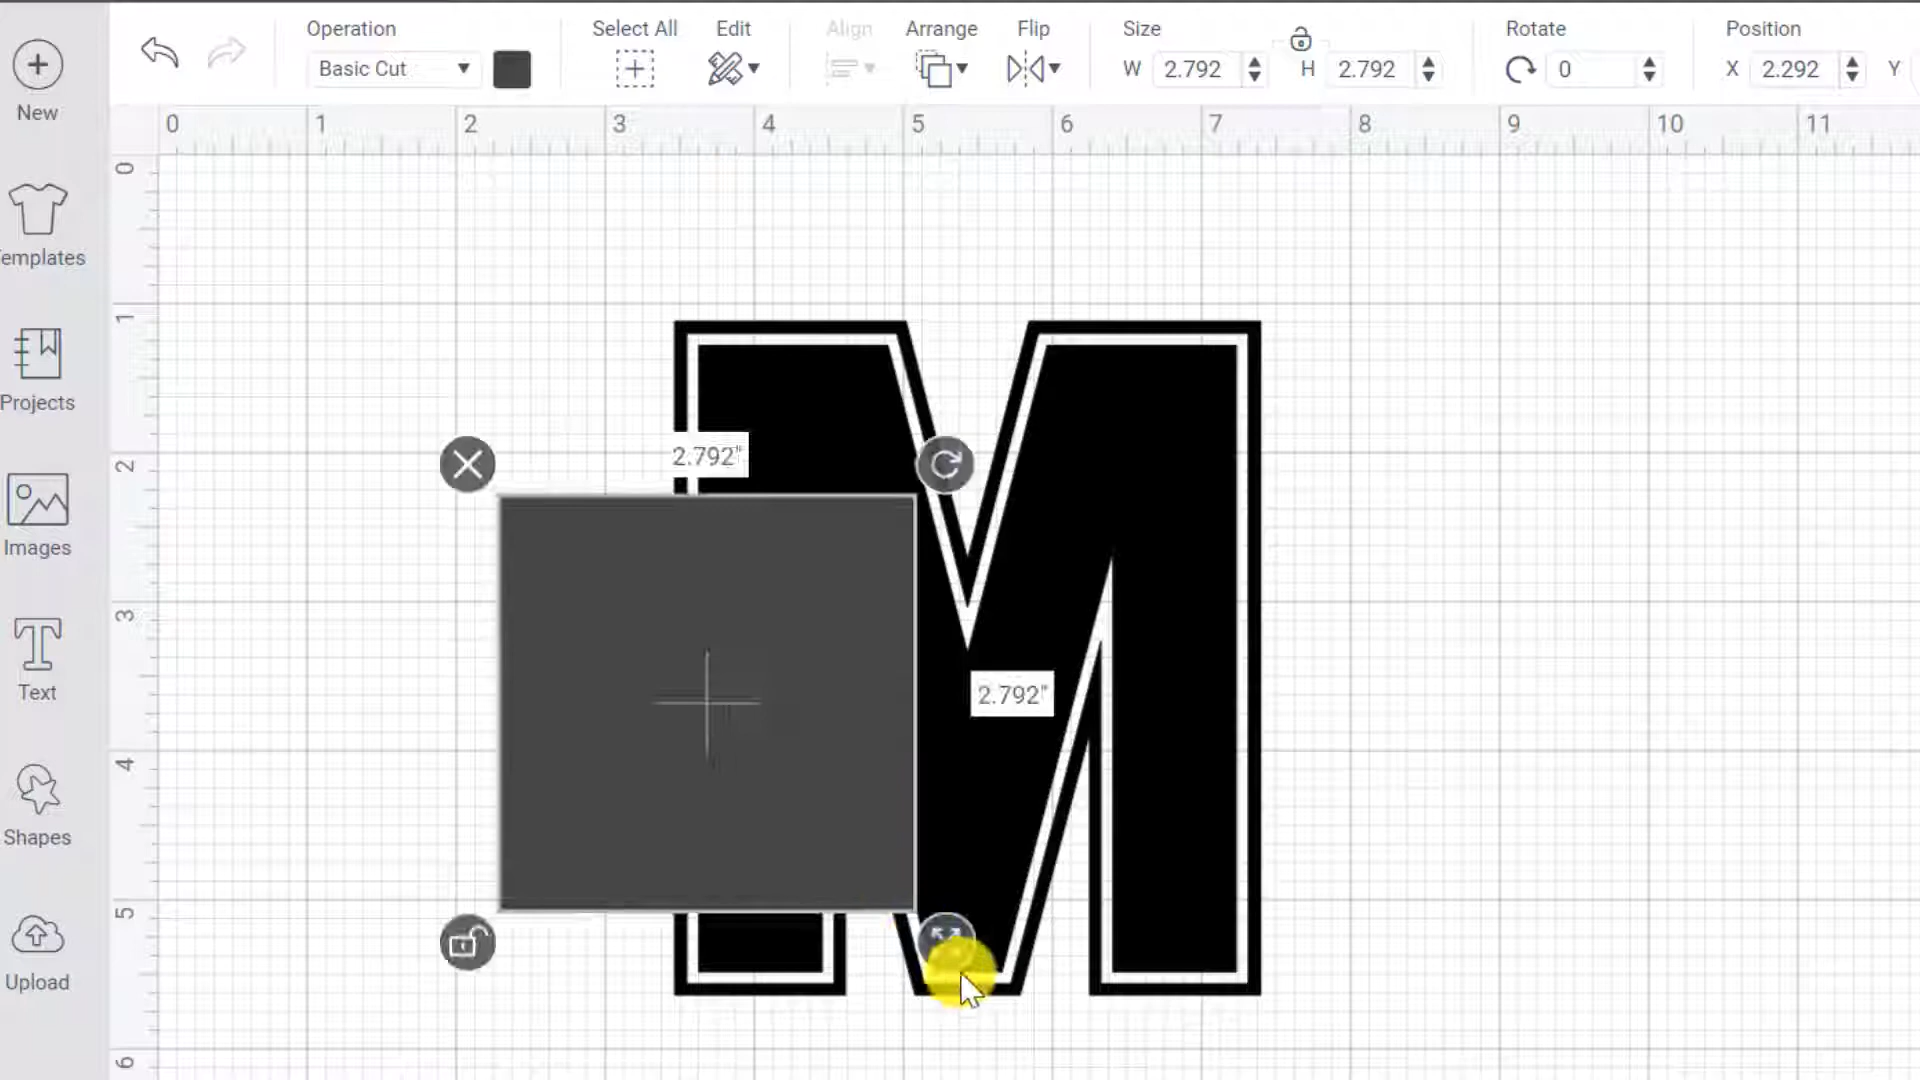 Operation Select All Edit Align Arrange Flip Size Rotate Position
Basic Cut W 2.792 H 2.792 0 X 2.292 Y
New
emplates
Projects
Images
Text
Shapes
Upload
0 1 2 3 4 5 6 7 8 9 10 11
0
1
2
3
4
5
6
M
2.792"
2.792"